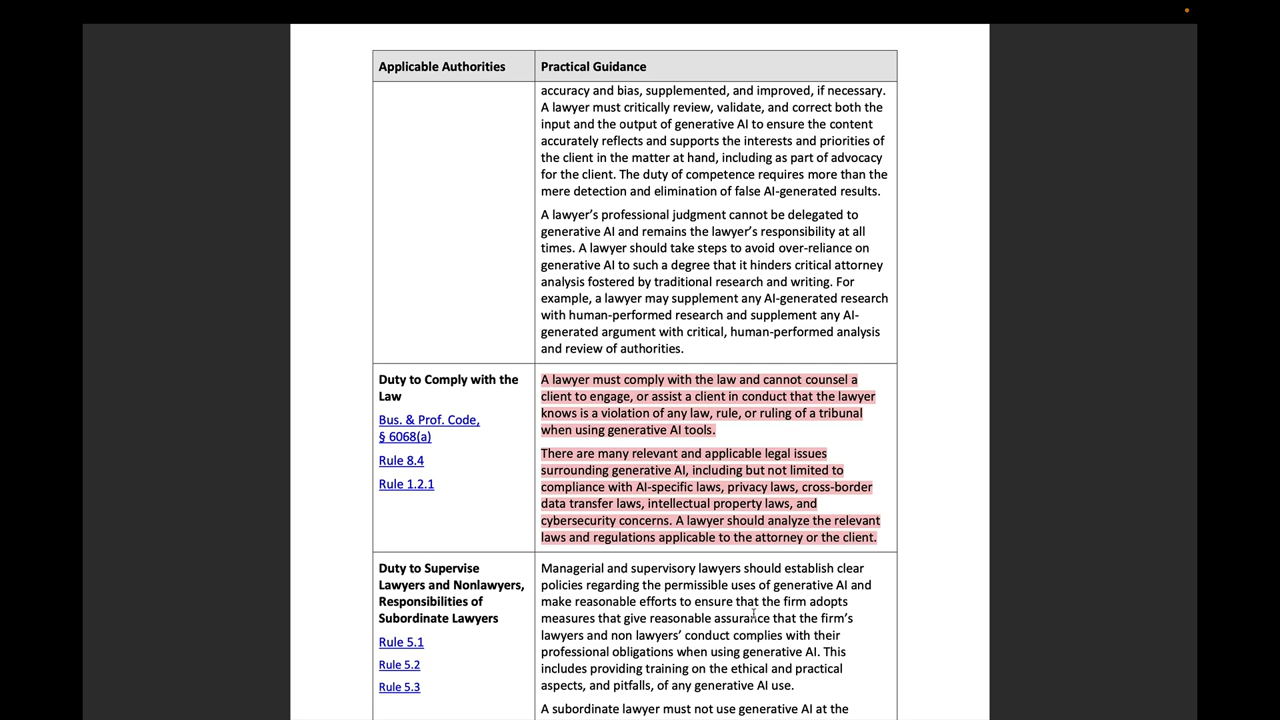 Applicable Authorities
Practical Guidance
accuracy and bias, supplemented, and improved, if necessary.
A lawyer must critically review, validate, and correct both the
input and the output of generative AI to ensure the content
accurately reflects and supports the interests and priorities of
the client in the matter at hand, including as part of advocacy
for the client. The duty of competence requires more than the
mere detection and elimination of false AI-generated results.
A lawyer’s professional judgment cannot be delegated to
generative AI and remains the lawyer’s responsibility at all
times. A lawyer should take steps to avoid over-reliance on
generative AI to such a degree that it hinders critical attorney
analysis fostered by traditional research and writing. For
example, a lawyer may supplement any AI-generated research
with human-performed research and supplement any AI-
generated argument with critical, human-performed analysis
and review of authorities.
Duty to Comply with the
Law
Bus. & Prof. Code,
§ 6068(a)
Rule 8.4
Rule 1.2.1
A lawyer must comply with the law and cannot counsel a
client to engage, or assist a client in conduct that the lawyer
knows is a violation of any law, rule, or ruling of a tribunal
when using generative AI tools.
There are many relevant and applicable legal issues
surrounding generative AI, including but not limited to
compliance with AI-specific laws, privacy laws, cross-border
data transfer laws, intellectual property laws, and
cybersecurity concerns. A lawyer should analyze the relevant
laws and regulations applicable to the attorney or the client.
Duty to Supervise
Lawyers and Nonlawyers,
Responsibilities of
Subordinate Lawyers
Rule 5.1
Rule 5.2
Rule 5.3
Managerial and supervisory lawyers should establish clear
policies regarding the permissible uses of generative AI and
make reasonable efforts to ensure that the firm adopts
measures that give reasonable assurance that the firm’s
lawyers and non lawyers’ conduct complies with their
professional obligations when using generative AI. This
includes providing training on the ethical and practical
aspects, and pitfalls, of any generative AI use.
A subordinate lawyer must not use generative AI at the